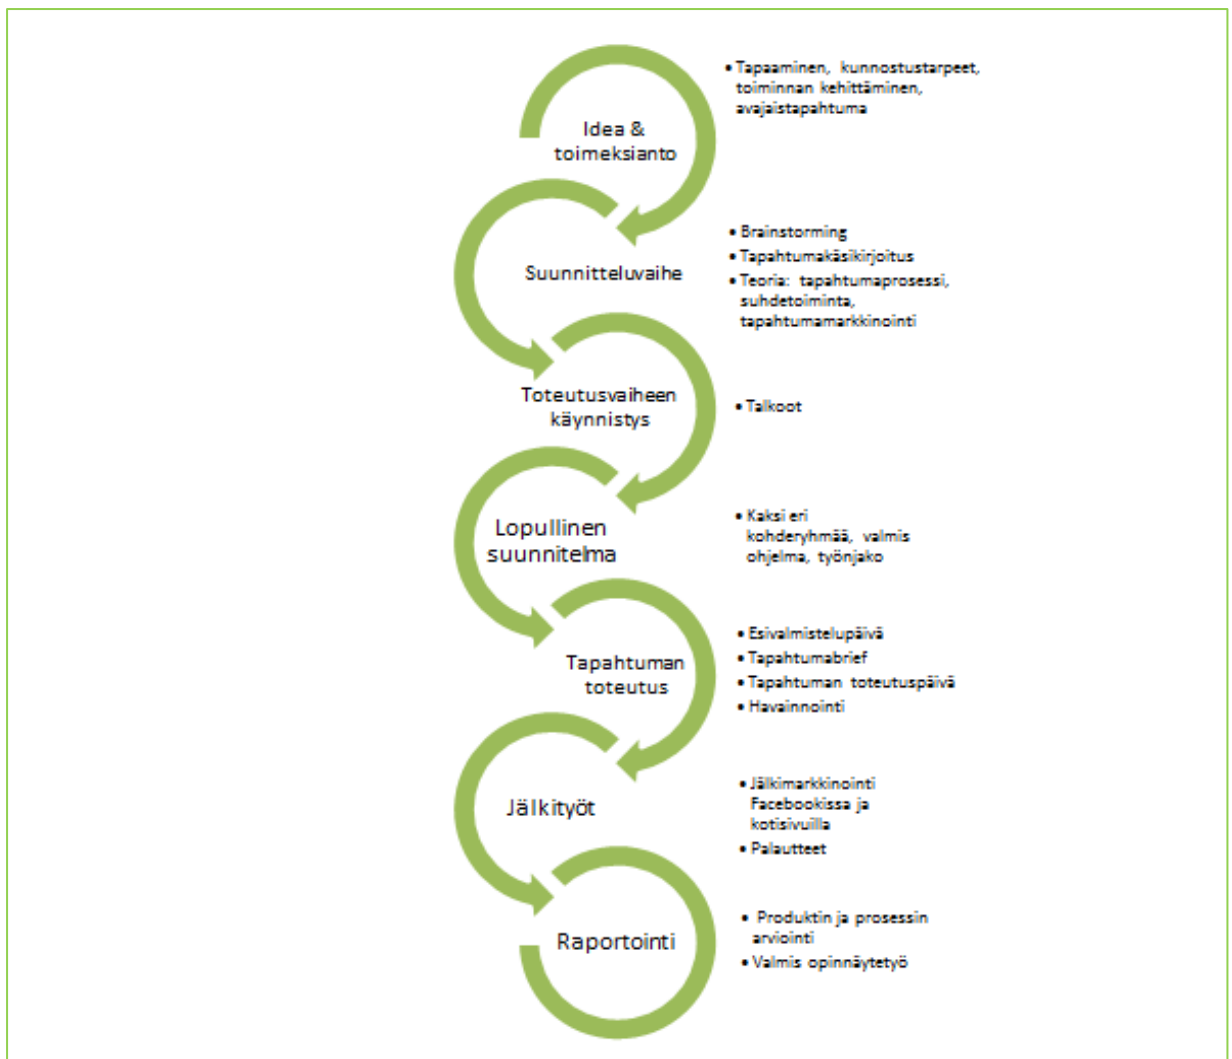 Idea &
toimeksianto
• Tapaaminen, kunnostustarpeet,
toiminnan kehittäminen,
avajaistapahtuma
Suunnitteluvaihe
• Brainstorming
• Tapahtumakäsikirjoitus
• Teoria: tapahtumaprosessi,
suhdetoiminta,
tapahtumamarkkinointi
Toteutusvaiheen
käynnistys
• Talkoot
Lopullinen
suunnitelma
• Kaksi eri
kohderyhmää, valmis
ohjelma, työnjako
Tapahtuman
toteutus
• Esivalmistelupäivä
• Tapahtumabrief
• Tapahtuman toteutuspäivä
• Havainnointi
Jälkityöt
• Jälkimarkkinointi
Facebookissa ja
kotisivuilla
• Palautteet
Raportointi
• Produktin ja prosessin
arviointi
• Valmis opinnäytetyö